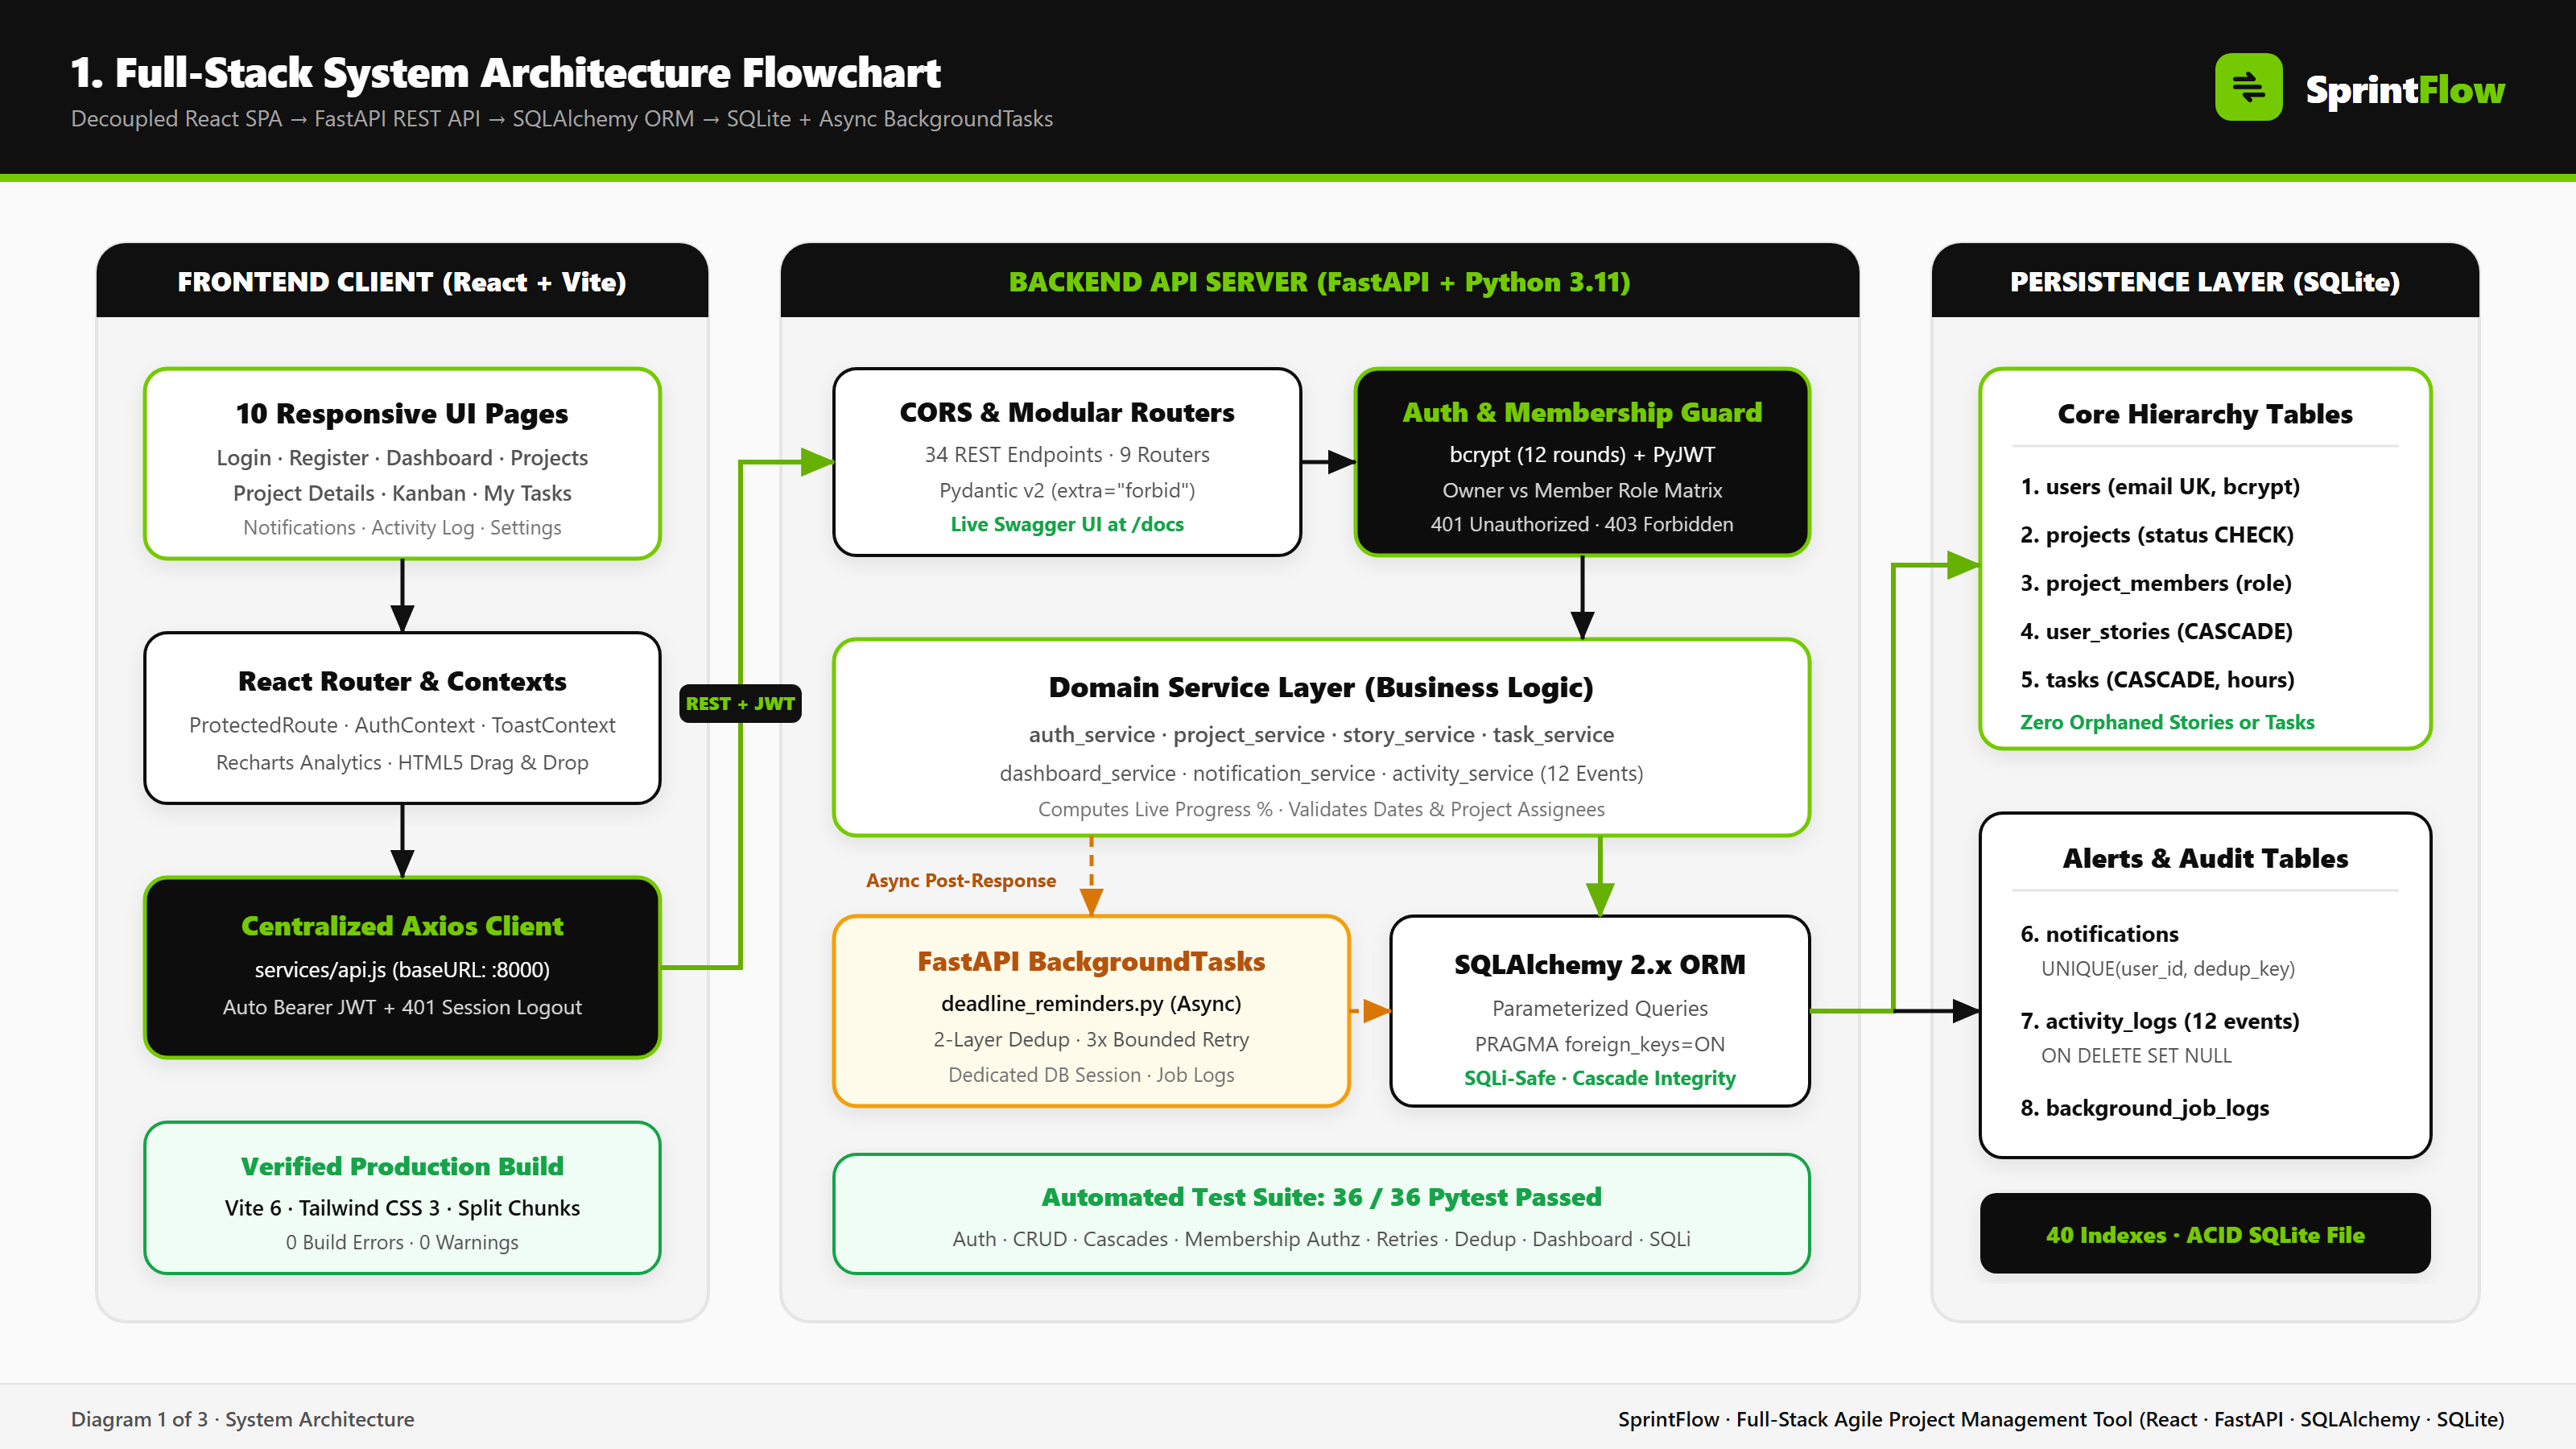 1. Full-Stack System Architecture Flowchart
Decoupled React SPA → FastAPI REST API → SQLAlchemy ORM → SQLite + Async BackgroundTasks
SprintFlow
FRONTEND CLIENT (React + Vite)
10 Responsive UI Pages
Login · Register · Dashboard · Projects
Project Details · Kanban · My Tasks
Notifications · Activity Log · Settings
React Router & Contexts
ProtectedRoute · AuthContext · ToastContext
Recharts Analytics · HTML5 Drag & Drop
Centralized Axios Client
services/api.js (baseURL: :8000)
Auto Bearer JWT + 401 Session Logout
Verified Production Build
Vite 6 · Tailwind CSS 3 · Split Chunks
0 Build Errors · 0 Warnings
REST + JWT
BACKEND API SERVER (FastAPI + Python 3.11)
CORS & Modular Routers
34 REST Endpoints · 9 Routers
Pydantic v2 (extra="forbid")
Live Swagger UI at /docs
Auth & Membership Guard
bcrypt (12 rounds) + PyJWT
Owner vs Member Role Matrix
401 Unauthorized · 403 Forbidden
Domain Service Layer (Business Logic)
auth_service · project_service · story_service · task_service
dashboard_service · notification_service · activity_service (12 Events)
Computes Live Progress % · Validates Dates & Project Assignees
Async Post-Response
FastAPI BackgroundTasks
deadline_reminders.py (Async)
2-Layer Dedup · 3x Bounded Retry
Dedicated DB Session · Job Logs
SQLAlchemy 2.x ORM
Parameterized Queries
PRAGMA foreign_keys=ON
SQLi-Safe · Cascade Integrity
Automated Test Suite: 36 / 36 Pytest Passed
Auth · CRUD · Cascades · Membership Authz · Retries · Dedup · Dashboard · SQLi
PERSISTENCE LAYER (SQLite)
Core Hierarchy Tables
1. users (email UK, bcrypt)
2. projects (status CHECK)
3. project_members (role)
4. user_stories (CASCADE)
5. tasks (CASCADE, hours)
Zero Orphaned Stories or Tasks
Alerts & Audit Tables
6. notifications
UNIQUE(user_id, dedup_key)
7. activity_logs (12 events)
ON DELETE SET NULL
8. background_job_logs
40 Indexes · ACID SQLite File
Diagram 1 of 3 · System Architecture
SprintFlow · Full-Stack Agile Project Management Tool (React · FastAPI · SQLAlchemy · SQLite)